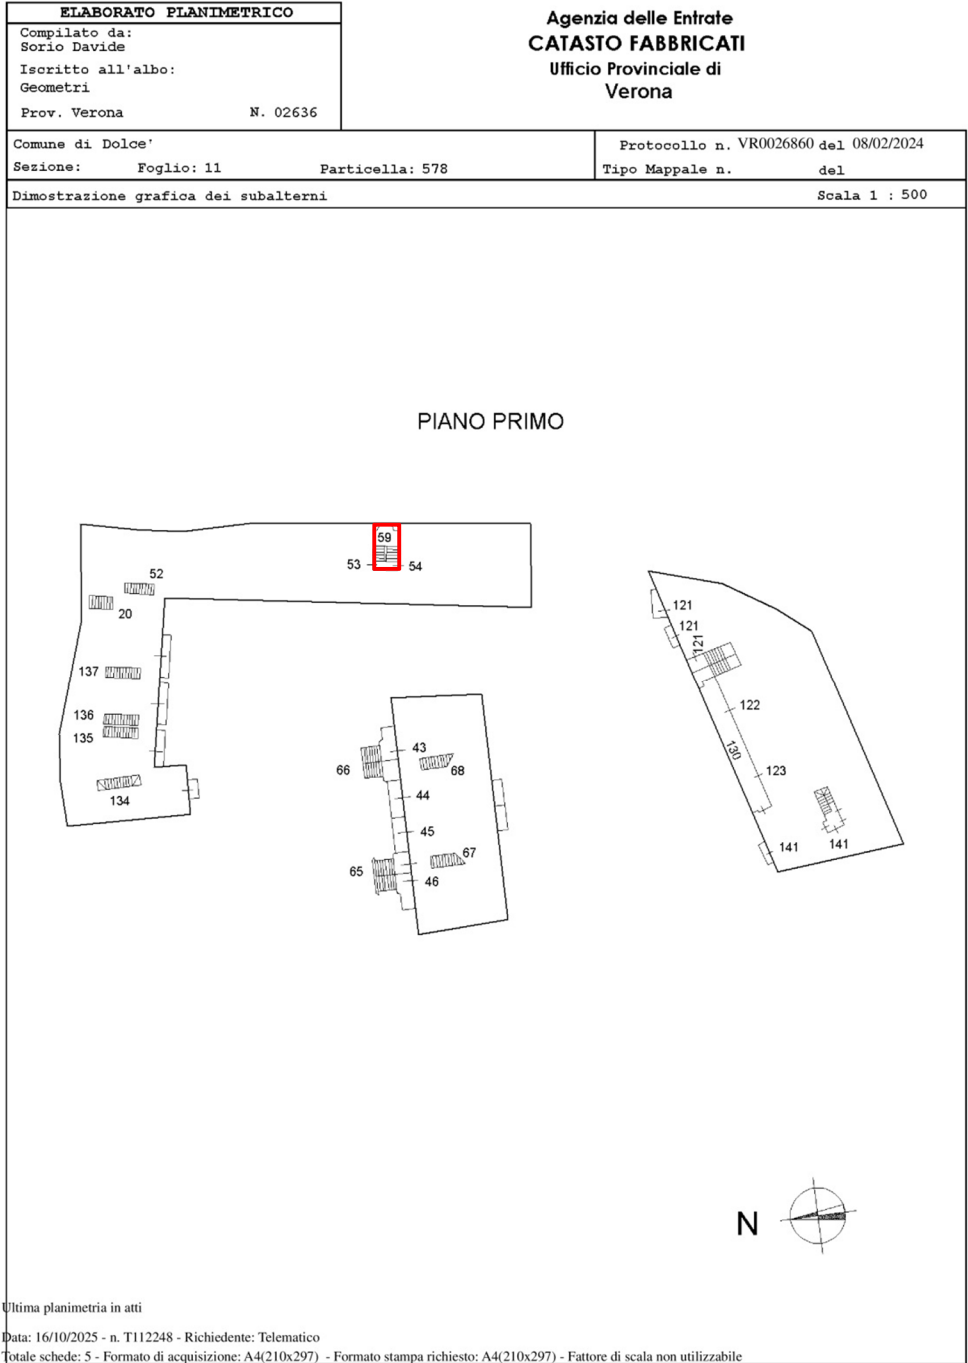 ELABORATO PLANIMETRICO
Compilato da:
Sorio Davide
Iscritto all'albo:
Geometri
Prov. Verona N. 02636
Agenzia delle Entrate
CATASTO FABBRICATI
Ufficio Provinciale di
Verona
Comune di Dolce'
Sezione: Foglio: 11 Particella: 578
Protocollo n. VR0026860 del 08/02/2024
Tipo Mappale n. del
Dimostrazione grafica dei subalterni Scala 1 : 500
PIANO PRIMO
59
53 54
52
20
137
136
135
134
43
66 68
44
45
67
65
46
121
121
121
122
130
123
141
141
N
Ultima planimetria in atti
Data: 16/10/2025 - n. T112248 - Richiedente: Telematico
Totale schede: 5 - Formato di acquisizione: A4(210x297) - Formato stampa richiesto: A4(210x297) - Fattore di scala non utilizzabile